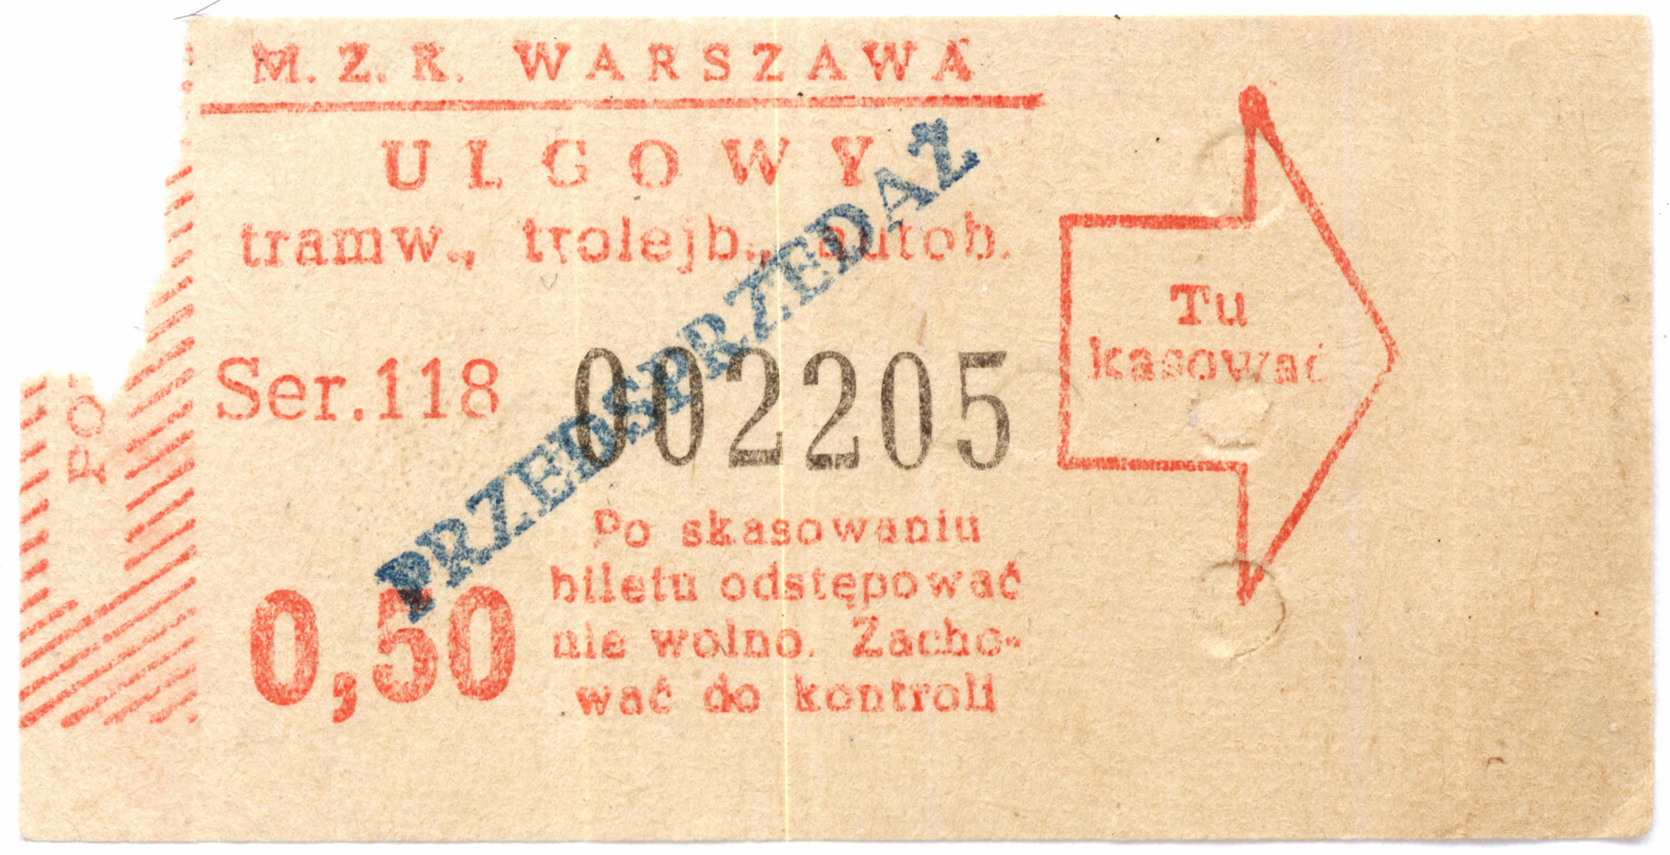 M. Z. K. WARSZAWA
ULGOWY
tramw., trolejb., autob.
PRZEDSPRZEDAŻ
Ser.118 002205
0,50
Po skasowaniu
biletu odstępować
nie wolno. Zacho-
wać do kontroli
Tu
kasować
PO